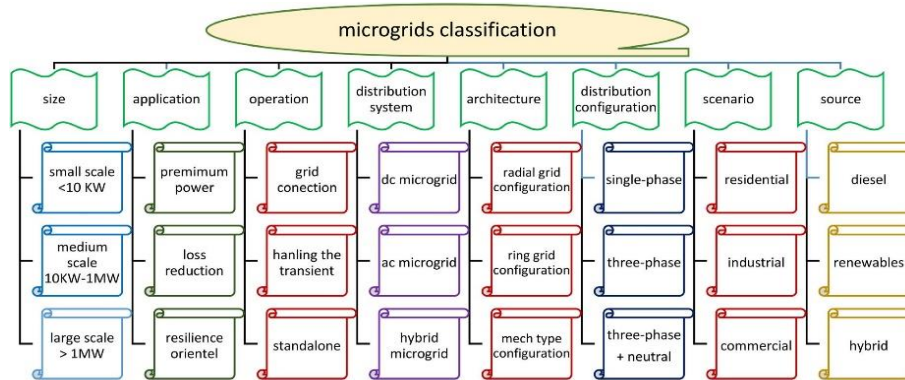 microgrids classification
size
application
operation
distribution
system
architecture
distribution
configuration
scenario
source
small scale
<10 KW
premimum
power
grid
conection
dc microgrid
radial grid
configuration
single-phase
residential
diesel
medium
scale
10KW-1MW
loss
reduction
hanling the
transient
ac microgrid
ring grid
configuration
three-phase
industrial
renewables
large scale
> 1MW
resilience
orientel
standalone
hybrid
microgrid
mech type
configuration
three-phase
+ neutral
commercial
hybrid